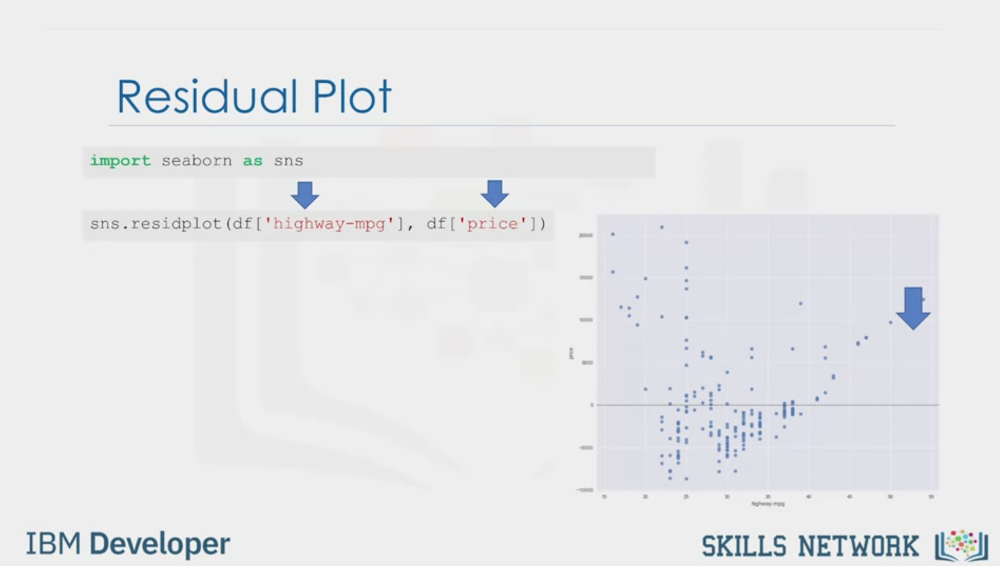 Residual Plot
import seaborn as sns
sns.residplot(df['highway-mpg'], df['price'])
20000
15000
10000
5000
0
-5000
-10000
price
15 20 25 30 35 40 45 50 55
highway-mpg
IBM Developer
SKILLS NETWORK